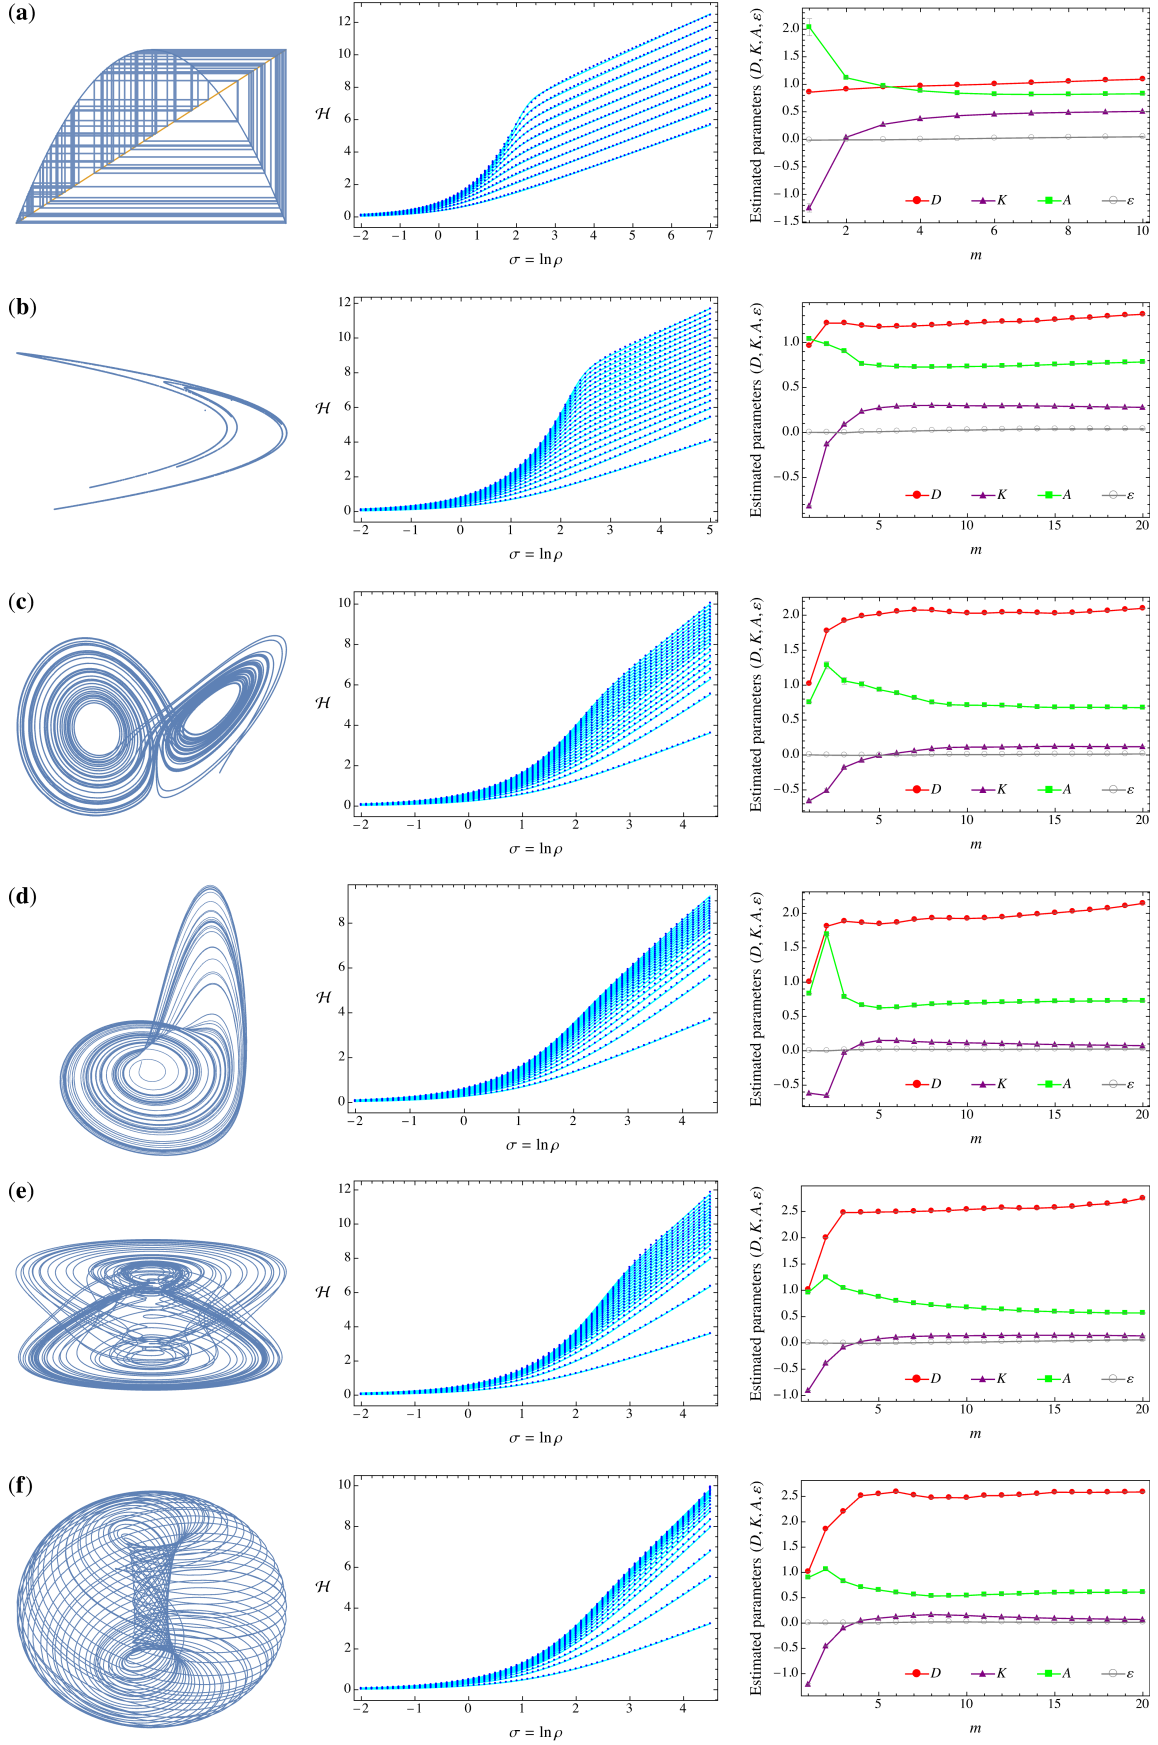 (a)
12
10
8
6
4
2
0
ℋ
−2 −1 0 1 2 3 4 5 6 7
σ = ln ρ
Estimated parameters (D, K, A, ε)
2.0
1.5
1.0
0.5
0.0
−0.5
−1.0
−1.5
D K A ε
2 4 6 8 10
m
(b)
12
10
8
6
4
2
0
ℋ
−2 −1 0 1 2 3 4 5
σ = ln ρ
Estimated parameters (D, K, A, ε)
1.0
0.5
0.0
−0.5
D K A ε
5 10 15 20
m
(c)
10
8
6
4
2
0
ℋ
−2 −1 0 1 2 3 4
σ = ln ρ
Estimated parameters (D, K, A, ε)
2.0
1.5
1.0
0.5
0.0
−0.5
D K A ε
5 10 15 20
m
(d)
8
6
4
2
0
ℋ
−2 −1 0 1 2 3 4
σ = ln ρ
Estimated parameters (D, K, A, ε)
2.0
1.5
1.0
0.5
0.0
−0.5
D K A ε
5 10 15 20
m
(e)
12
10
8
6
4
2
0
ℋ
−2 −1 0 1 2 3 4
σ = ln ρ
Estimated parameters (D, K, A, ε)
2.5
2.0
1.5
1.0
0.5
0.0
−0.5
−1.0
D K A ε
5 10 15 20
m
(f)
10
8
6
4
2
0
ℋ
−2 −1 0 1 2 3 4
σ = ln ρ
Estimated parameters (D, K, A, ε)
2.5
2.0
1.5
1.0
0.5
0.0
−0.5
−1.0
D K A ε
5 10 15 20
m